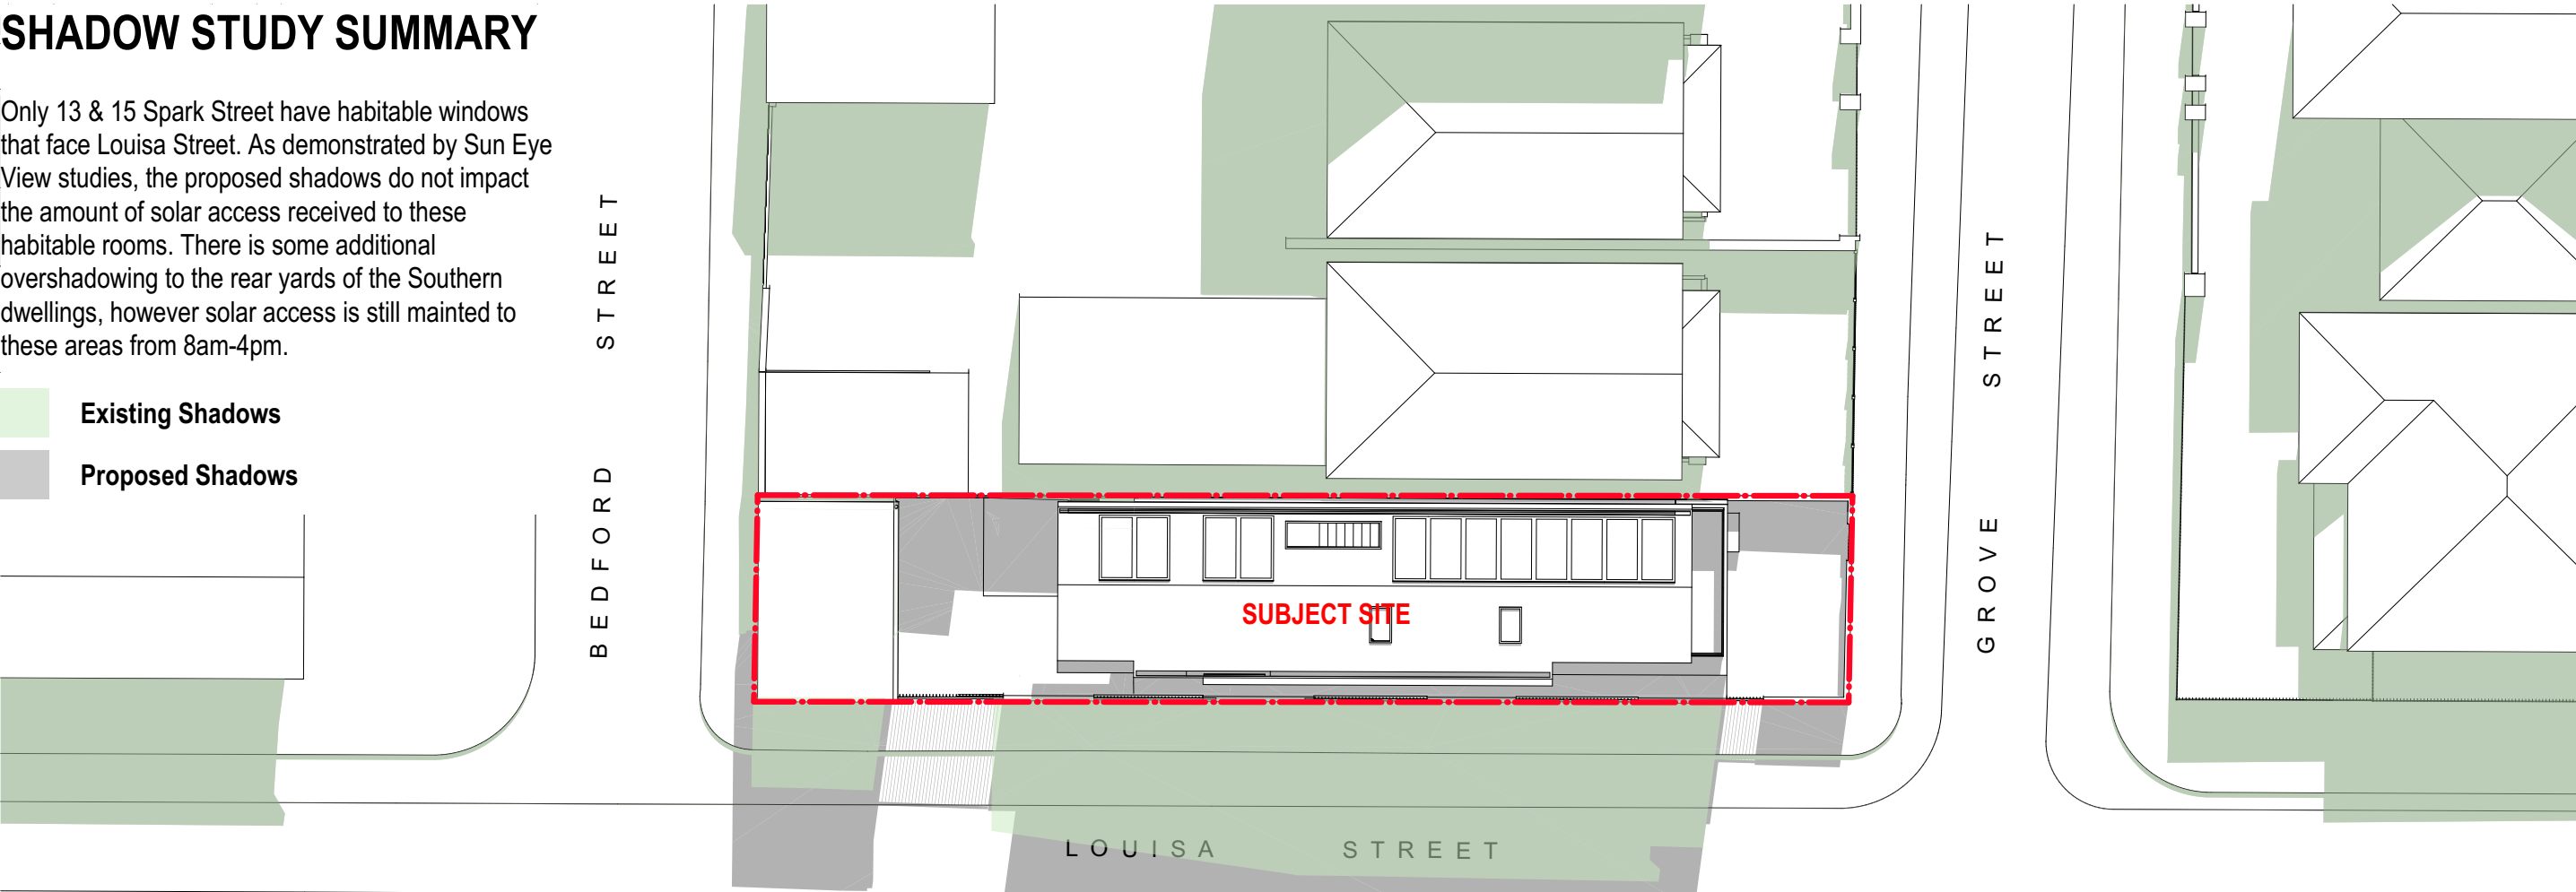 SHADOW STUDY SUMMARY
Only 13 & 15 Spark Street have habitable windows
that face Louisa Street. As demonstrated by Sun Eye
View studies, the proposed shadows do not impact
the amount of solar access received to these
habitable rooms. There is some additional
overshadowing to the rear yards of the Southern
dwellings, however solar access is still mainted to
these areas from 8am-4pm.
Existing Shadows
Proposed Shadows
BEDFORD STREET
SUBJECT SITE
GROVE STREET
LOUISA STREET